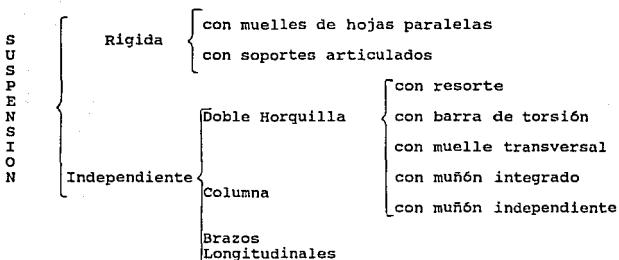 SUSPENSION
Rigida
con muelles de hojas paralelas
con soportes articulados
Independiente
Doble Horquilla
con resorte
con barra de torsión
con muelle transversal
con muñón integrado
con muñón independiente
Columna
Brazos
Longitudinales